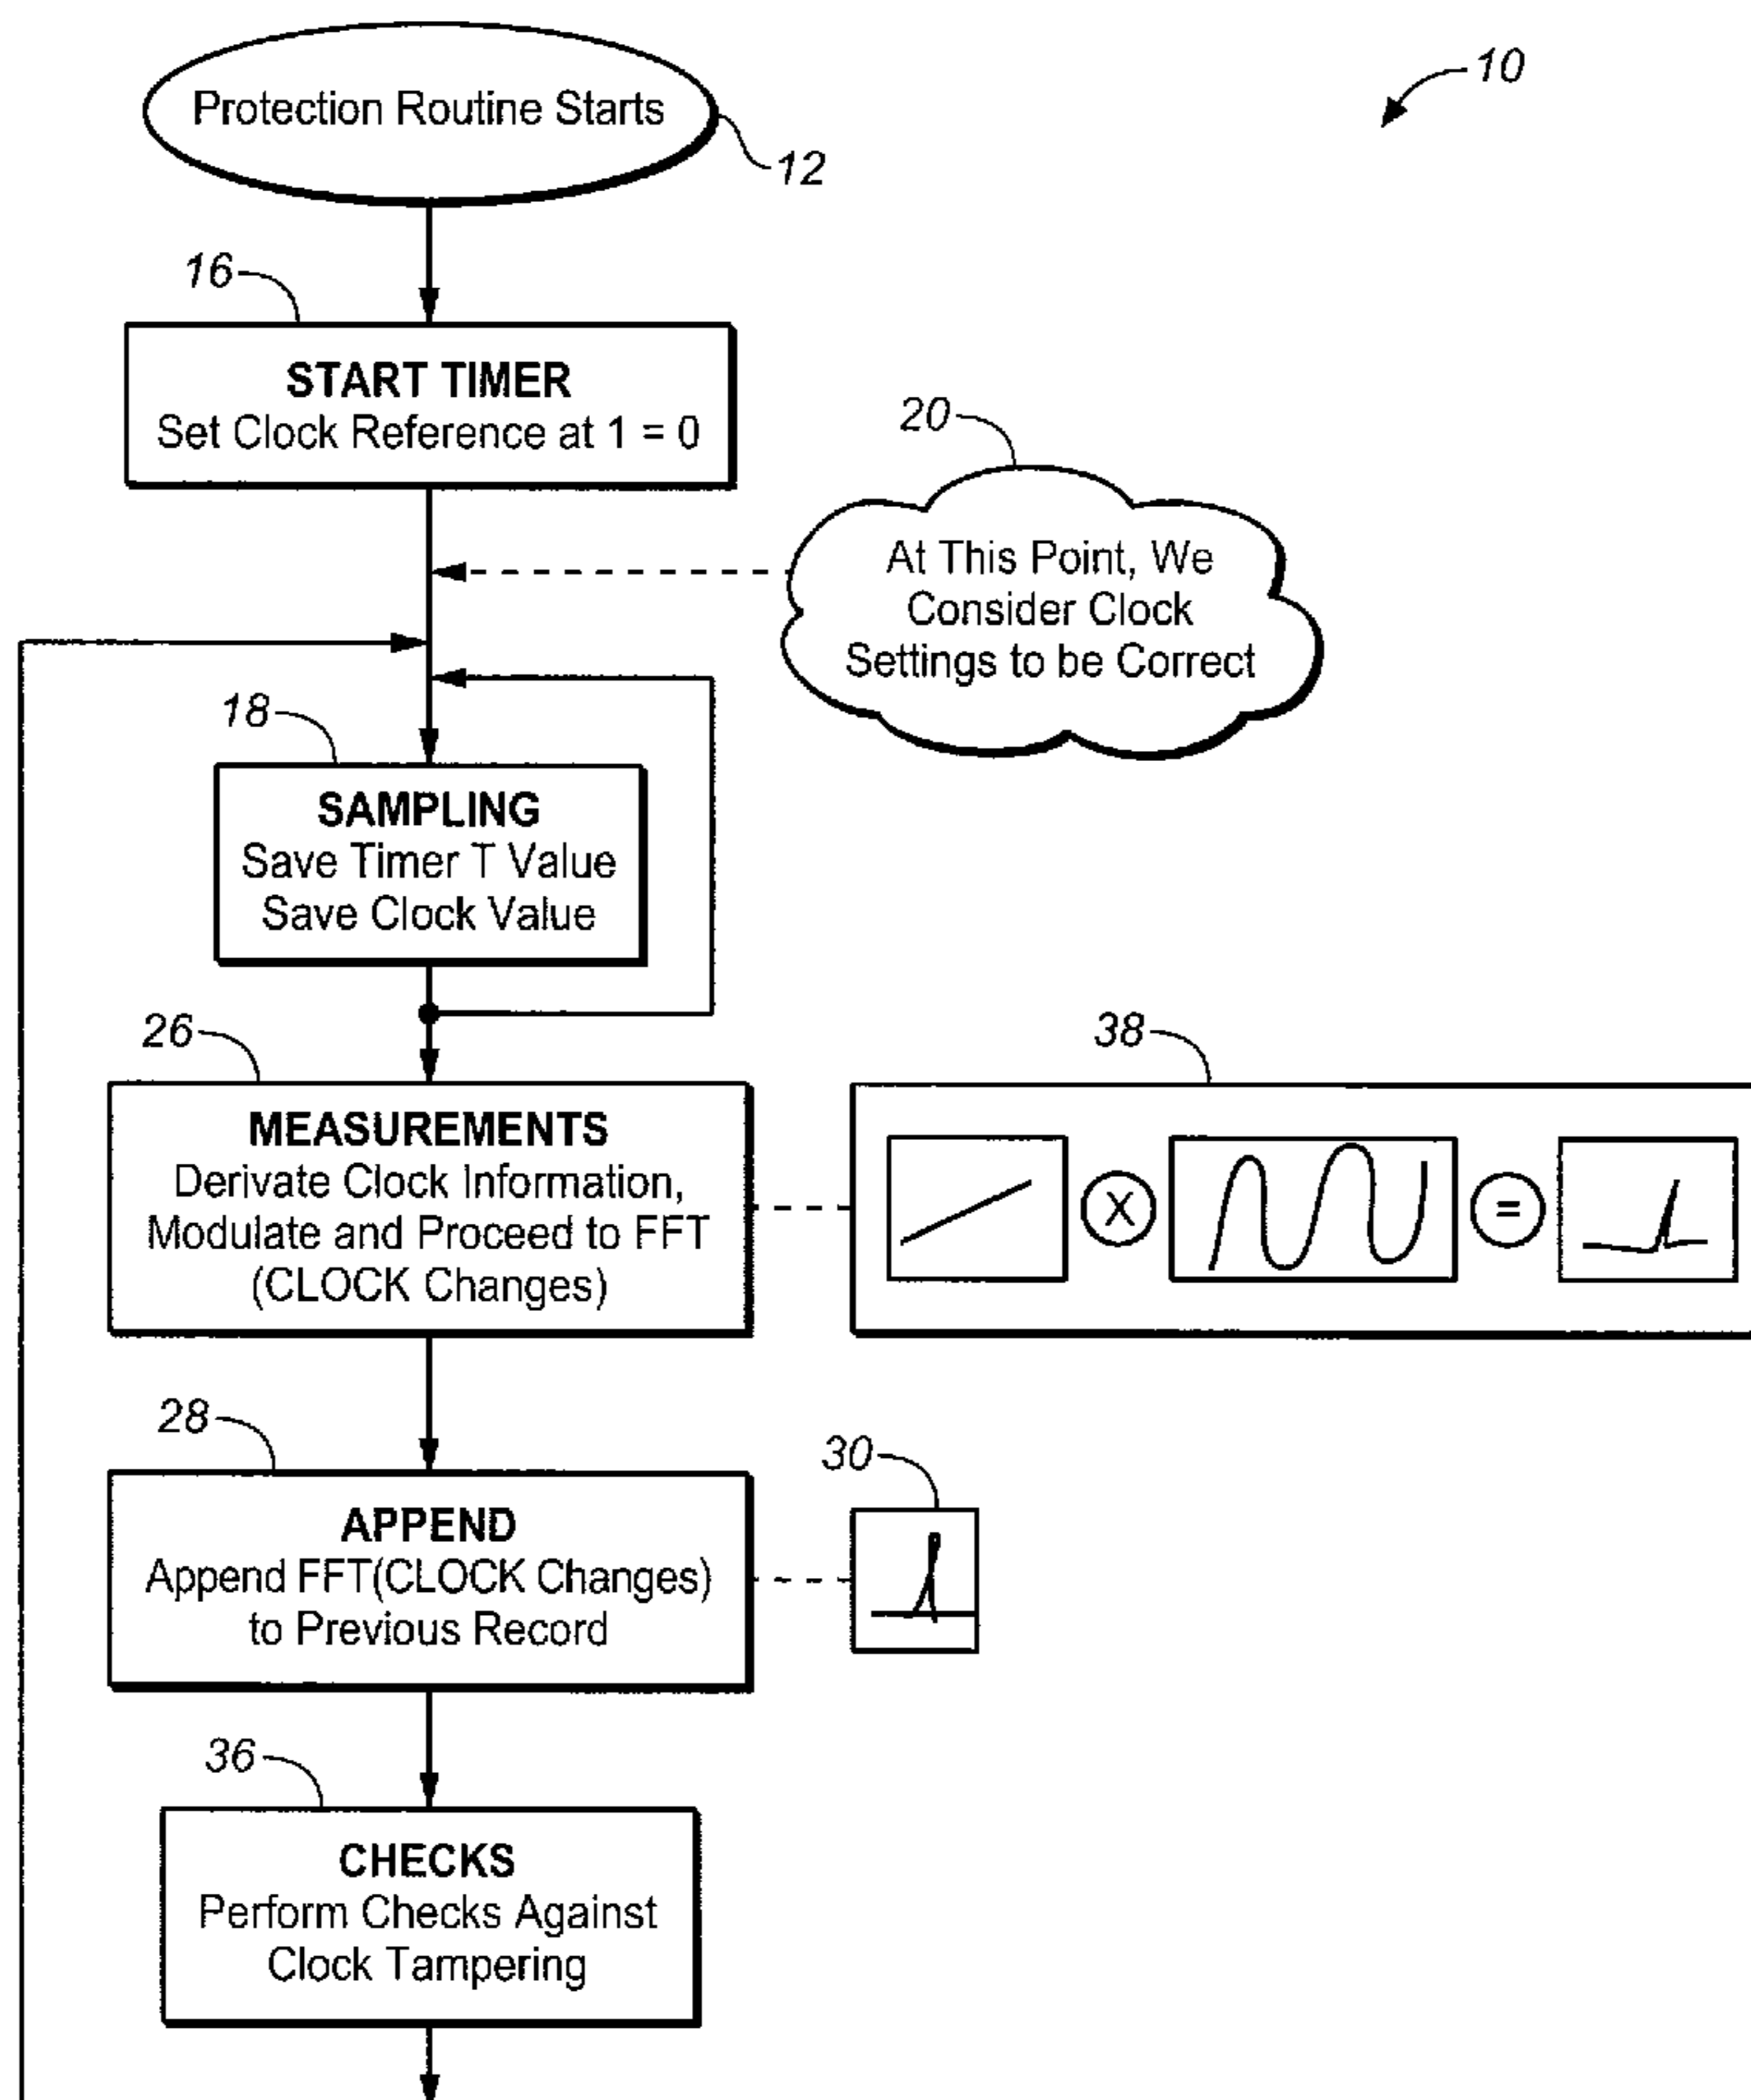 10
Protection Routine Starts
12
16
START TIMER
Set Clock Reference at 1 = 0
20
At This Point, We
Consider Clock
Settings to be Correct
18
SAMPLING
Save Timer T Value
Save Clock Value
26
MEASUREMENTS
Derivate Clock Information,
Modulate and Proceed to FFT
(CLOCK Changes)
38
X
=
28
APPEND
Append FFT(CLOCK Changes)
to Previous Record
30
36
CHECKS
Perform Checks Against
Clock Tampering